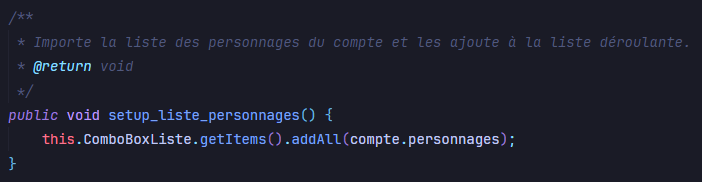 /**
 * Importe la liste des personnages du compte et les ajoute à la liste déroulante.
 * @return void
 */
public void setup_liste_personnages() {
    this.ComboBoxListe.getItems().addAll(compte.personnages);
}